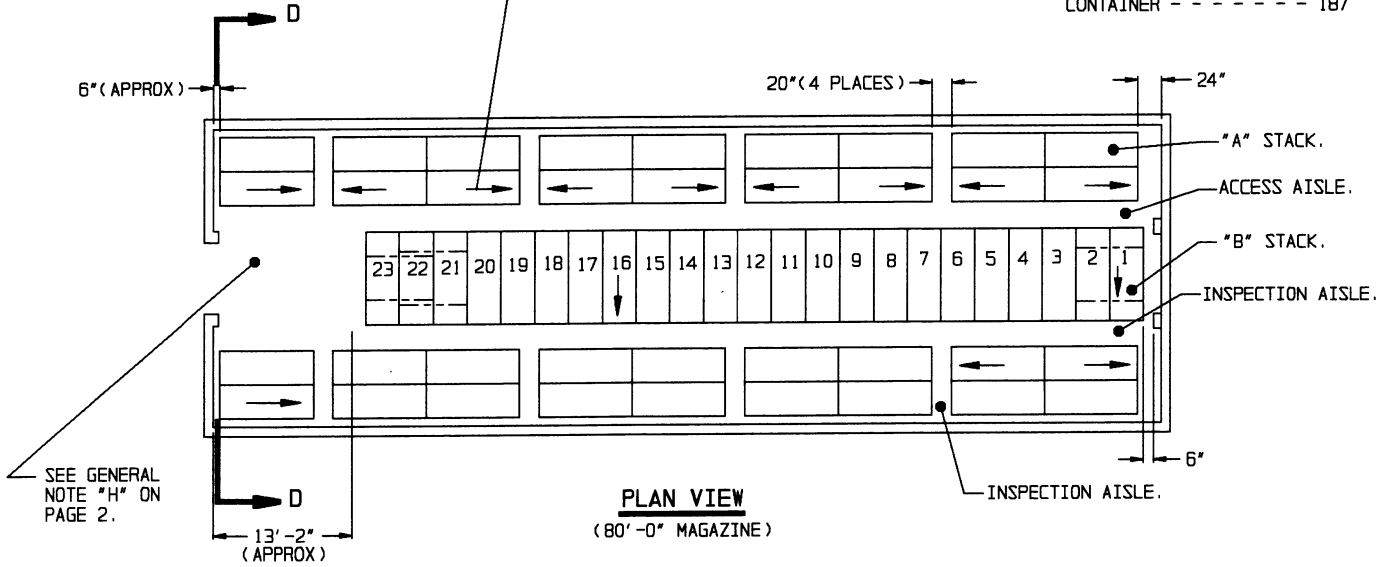 CONTAINER - - - - - - - 187
D
6"(APPROX)
20"(4 PLACES)
24"
"A" STACK.
ACCESS AISLE.
"B" STACK.
INSPECTION AISLE.
23 22 21 20 19 18 17 16 15 14 13 12 11 10 9 8 7 6 5 4 3 2 1
SEE GENERAL
NOTE "H" ON
PAGE 2.
D
13'-2"
(APPROX)
PLAN VIEW
(80'-0" MAGAZINE)
INSPECTION AISLE.
6"